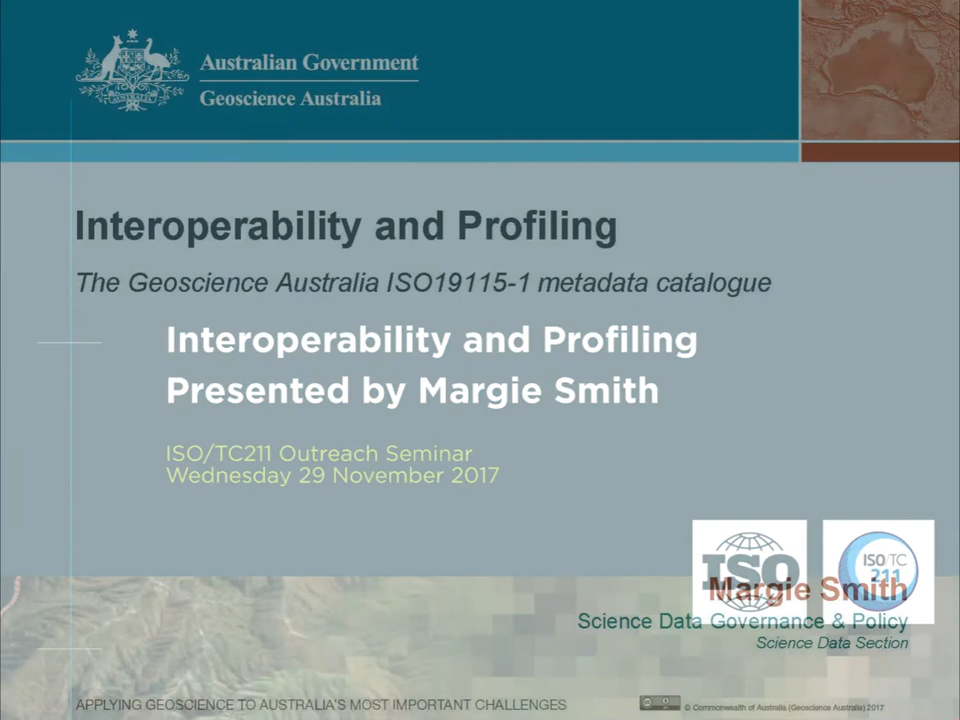 Australian Government
Geoscience Australia
Interoperability and Profiling
The Geoscience Australia ISO19115-1 metadata catalogue
Interoperability and Profiling
Presented by Margie Smith
ISO/TC211 Outreach Seminar
Wednesday 29 November 2017
ISO
ISO/TC
211
Margie Smith
Science Data Governance & Policy
Science Data Section
APPLYING GEOSCIENCE TO AUSTRALIA'S MOST IMPORTANT CHALLENGES
© Commonwealth of Australia (Geoscience Australia) 2017